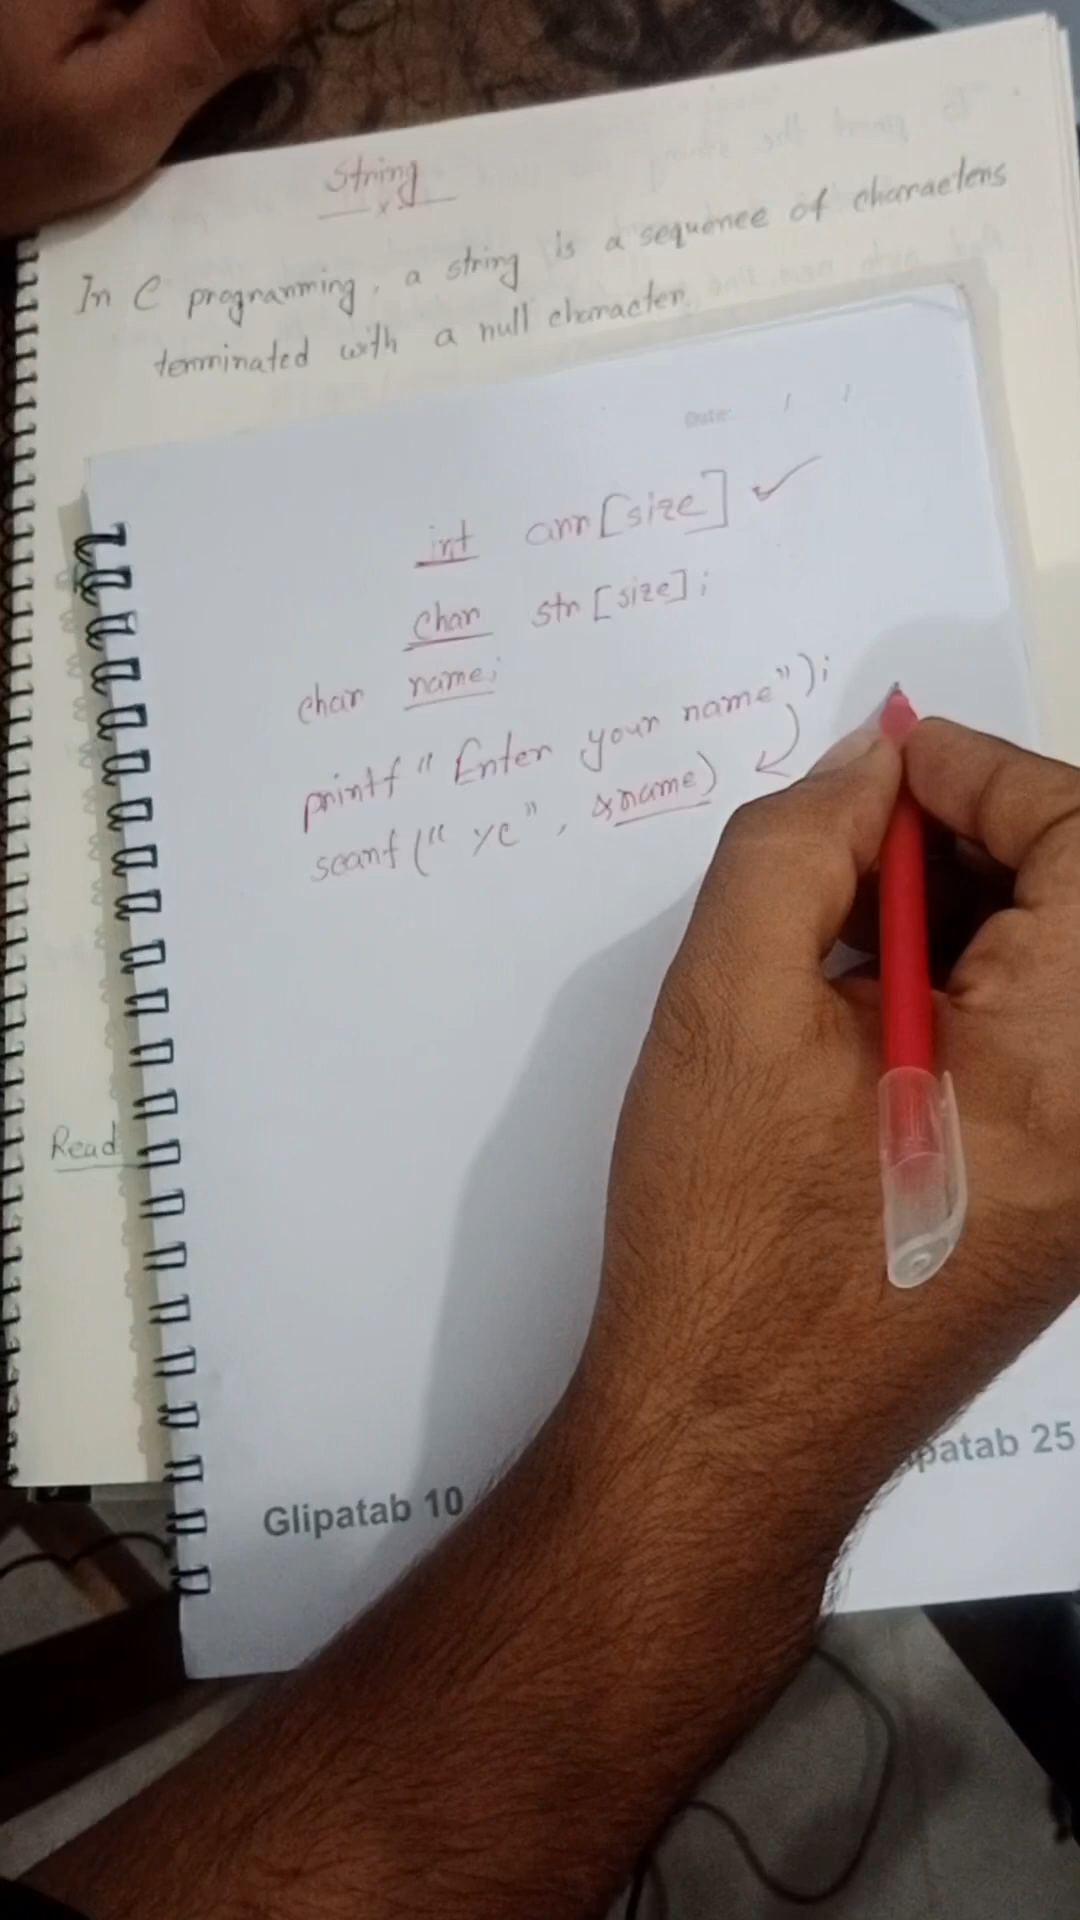 String
In C programming, a string is a sequence of characters
terminated with a null character.
Date: / /
int arr[size] ✓
char str[size];
char name;
printf " Enter your name");
scanf (" %c", &name)
Read
Glipatab 10
patab 25